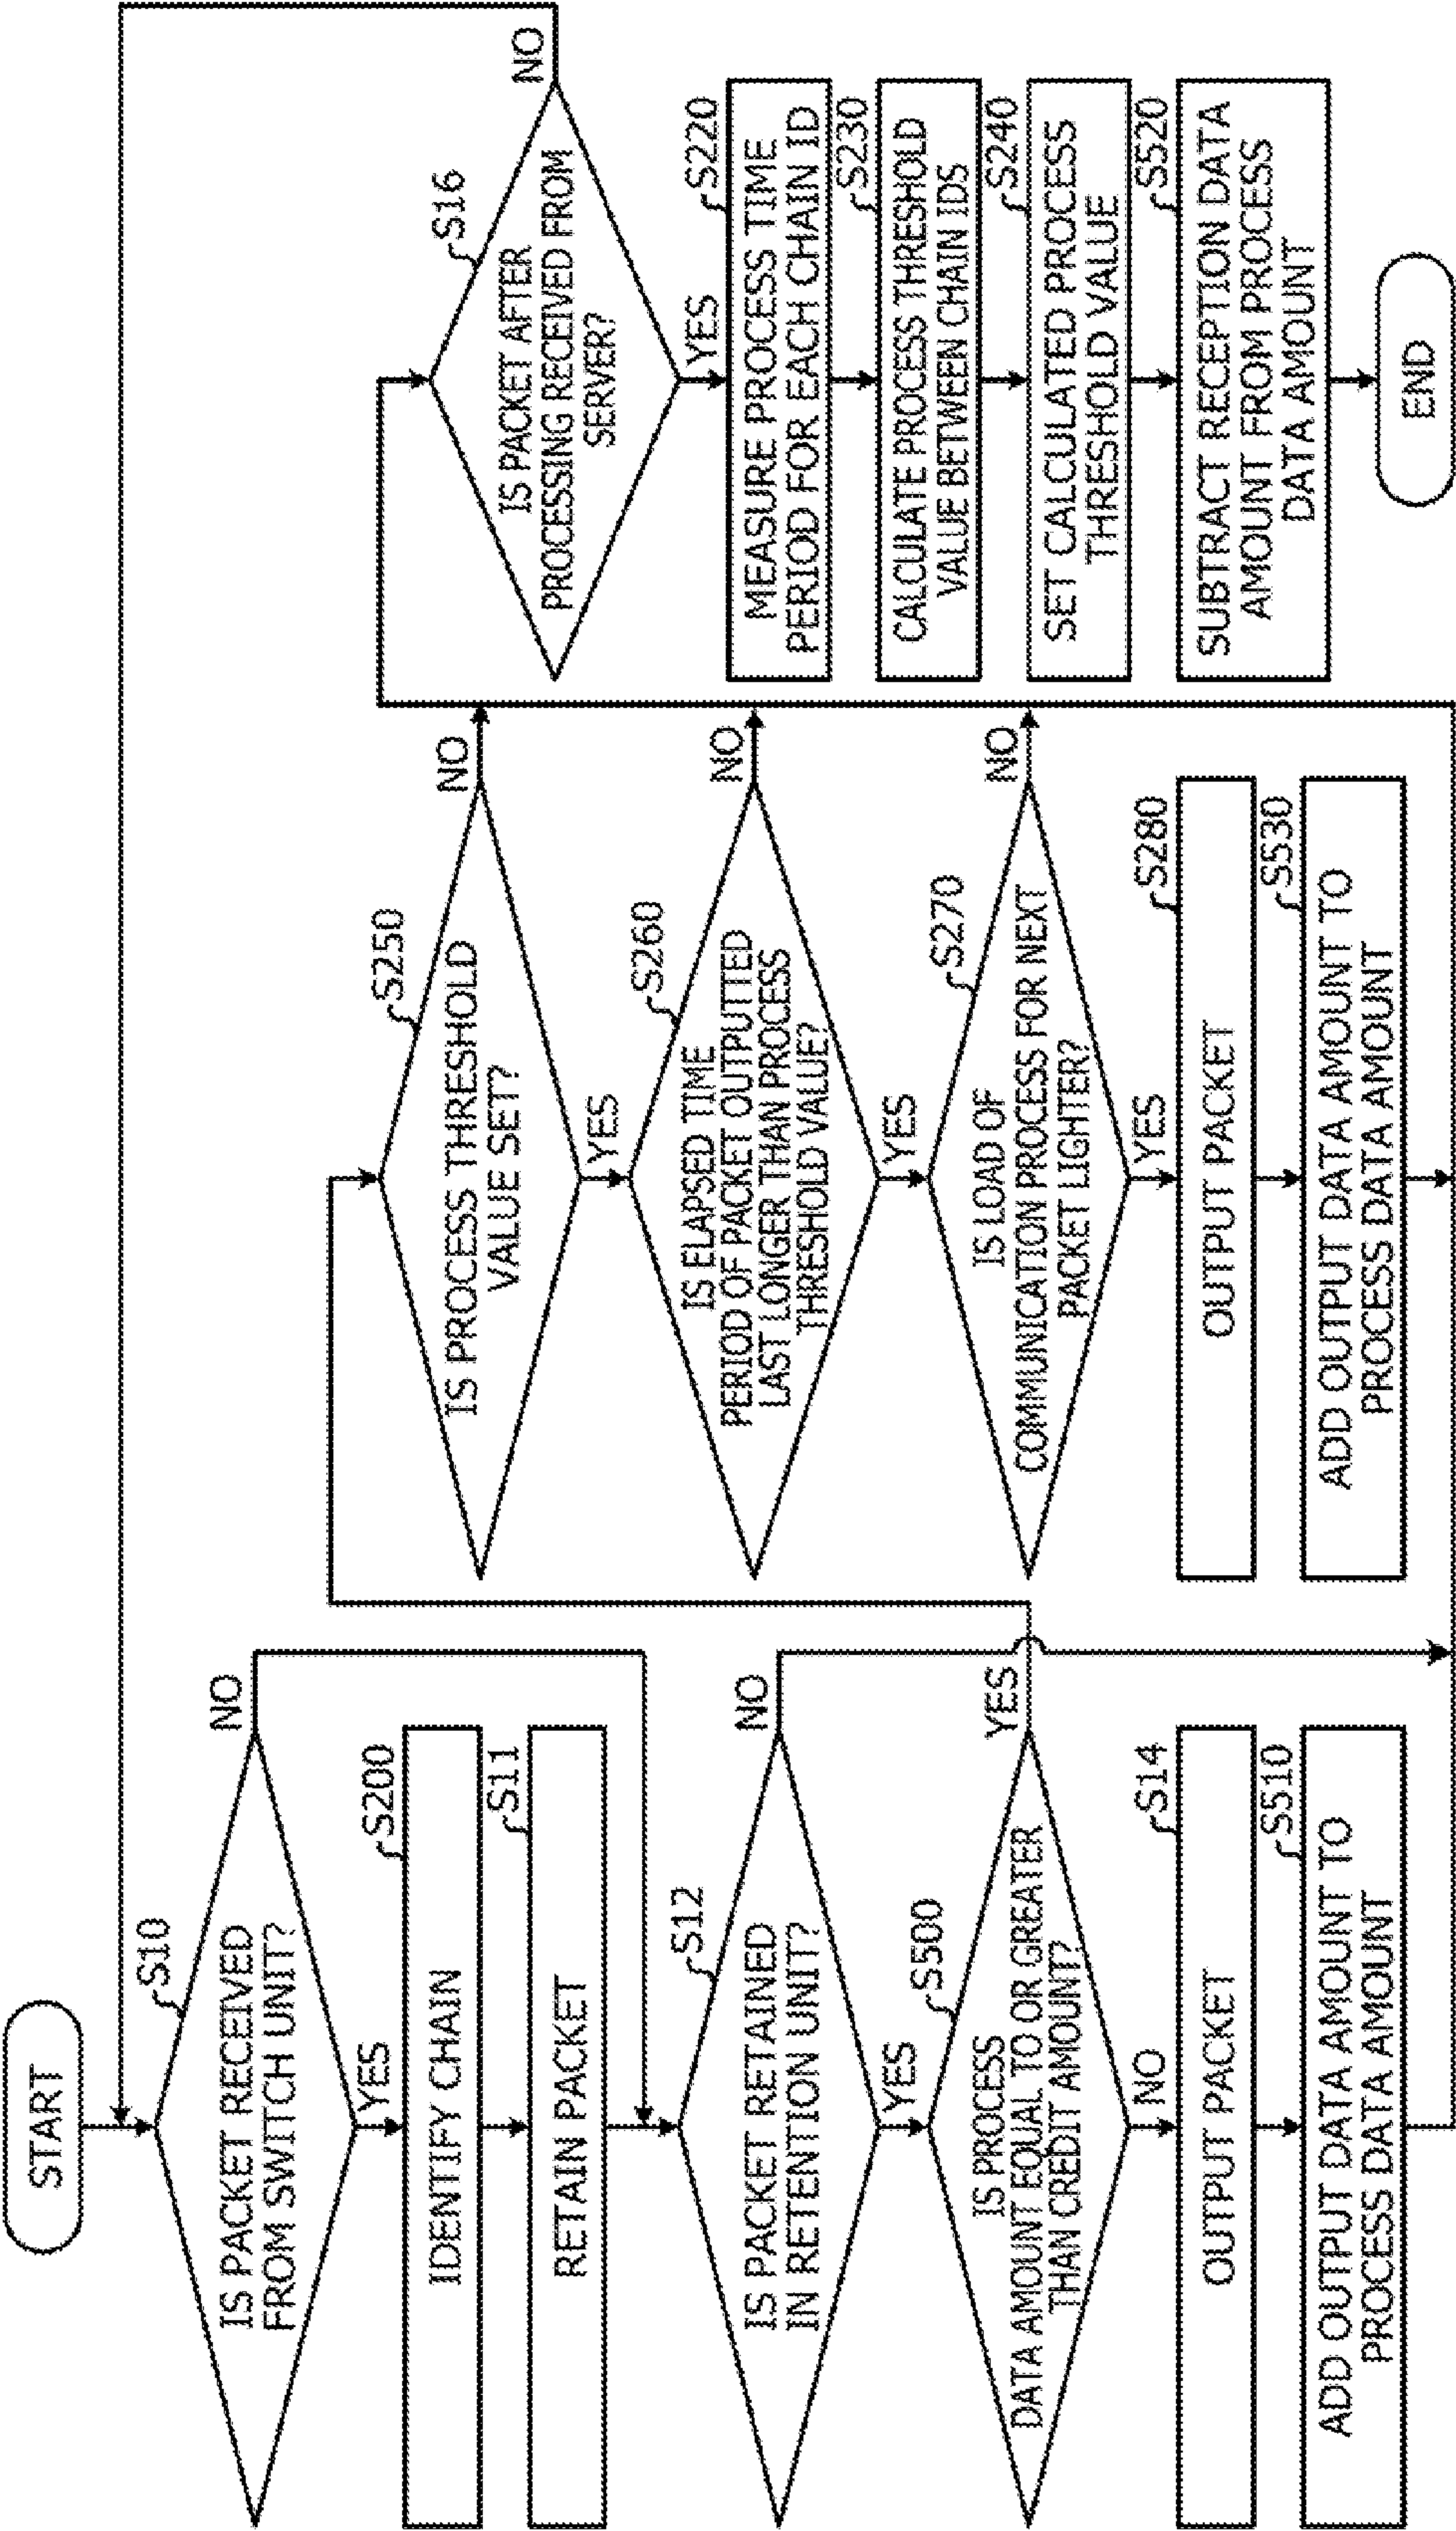 START
S10
IS PACKET RECEIVED
FROM SWITCH UNIT?
NO
YES
S200
IDENTIFY CHAIN
S11
RETAIN PACKET
S12
IS PACKET RETAINED
IN RETENTION UNIT?
NO
YES
S500
IS PROCESS
DATA AMOUNT EQUAL TO OR GREATER
THAN CREDIT AMOUNT?
YES
NO
S14
OUTPUT PACKET
S510
ADD OUTPUT DATA AMOUNT TO
PROCESS DATA AMOUNT
S250
IS PROCESS THRESHOLD
VALUE SET?
NO
YES
S260
IS ELAPSED TIME
PERIOD OF PACKET OUTPUTTED
LAST LONGER THAN PROCESS
THRESHOLD VALUE?
NO
YES
S270
IS LOAD OF
COMMUNICATION PROCESS FOR NEXT
PACKET LIGHTER?
NO
YES
S280
OUTPUT PACKET
S530
ADD OUTPUT DATA AMOUNT TO
PROCESS DATA AMOUNT
S16
IS PACKET AFTER
PROCESSING RECEIVED FROM
SERVER?
NO
YES
S220
MEASURE PROCESS TIME
PERIOD FOR EACH CHAIN ID
S230
CALCULATE PROCESS THRESHOLD
VALUE BETWEEN CHAIN IDS
S240
SET CALCULATED PROCESS
THRESHOLD VALUE
S520
SUBTRACT RECEPTION DATA
AMOUNT FROM PROCESS
DATA AMOUNT
END